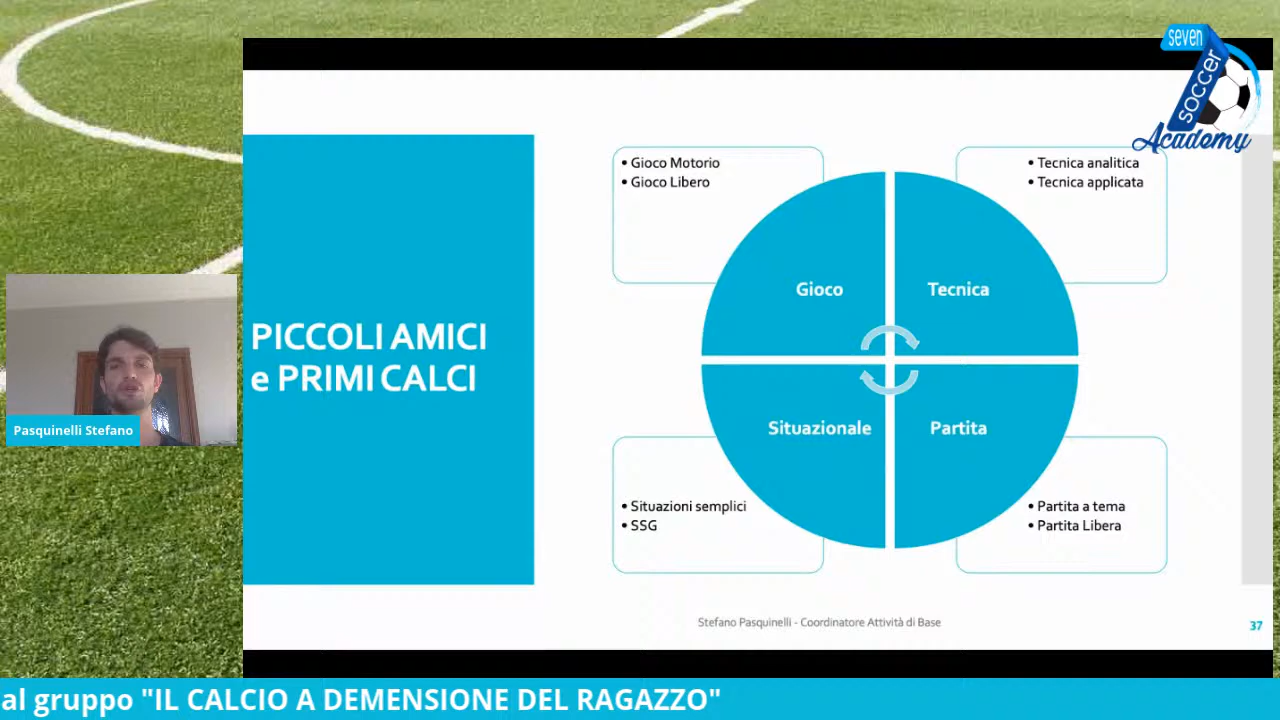 seven
SOCCER
Academy
• Gioco Motorio
• Gioco Libero
• Tecnica analitica
• Tecnica applicata
Gioco
Tecnica
PICCOLI AMICI
e PRIMI CALCI
Pasquinelli Stefano
Situazionale
Partita
• Situazioni semplici
• SSG
• Partita a tema
• Partita Libera
Stefano Pasquinelli - Coordinatore Attività di Base
37
al gruppo "IL CALCIO A DEMENSIONE DEL RAGAZZO"